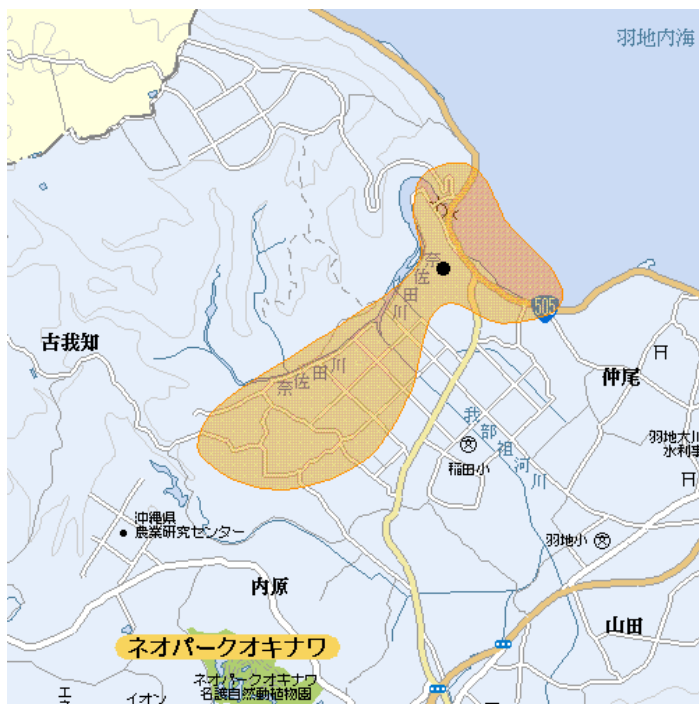 羽地内海
奈佐田川
505
古我知
仲尾
奈佐田川
我部祖河川
羽地大川
水利事
稲田小
沖縄県
農業研究センター
羽地小
内原
山田
ネオパークオキナワ
ネオパークオキナワ
名護自然動植物園
イオン
エ
ネ